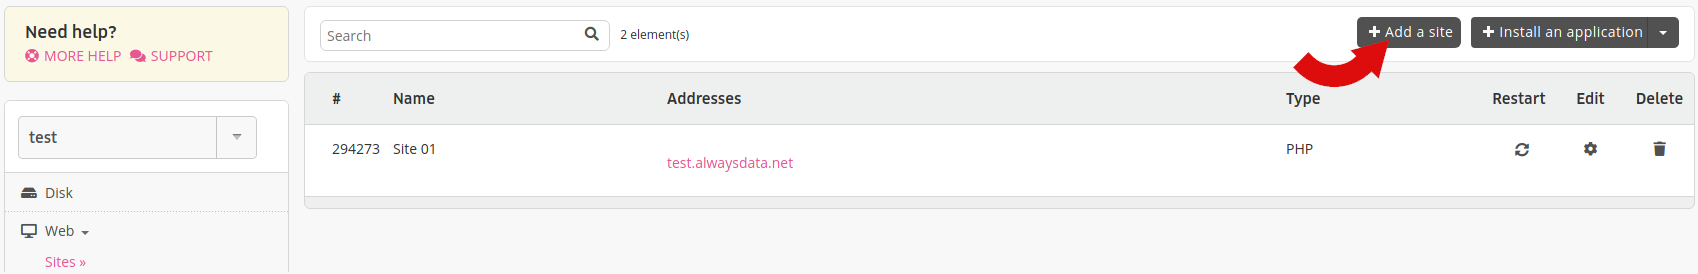 Need help?
MORE HELP SUPPORT
test
Disk
Web
Sites »
Search
2 element(s)
Add a site
Install an application
# Name Addresses Type Restart Edit Delete
294273 Site 01 test.alwaysdata.net PHP